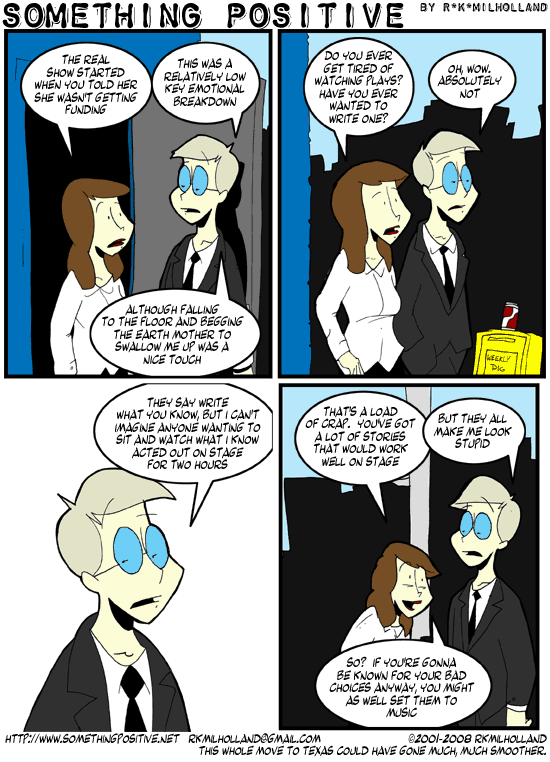 SOMETHING POSITIVE BY R*K*MILHOLLAND
THE REAL
SHOW STARTED
WHEN YOU TOLD HER
SHE WASN'T GETTING
FUNDING
THIS WAS A
RELATIVELY LOW
KEY EMOTIONAL
BREAKDOWN
ALTHOUGH FALLING
TO THE FLOOR AND BEGGING
THE EARTH MOTHER TO
SWALLOW ME UP WAS A
NICE TOUCH
DO YOU EVER
GET TIRED OF
WATCHING PLAYS?
HAVE YOU EVER
WANTED TO
WRITE ONE?
OH, WOW.
ABSOLUTELY
NOT
WEEKLY
DIG
THEY SAY WRITE
WHAT YOU KNOW, BUT I CAN'T
IMAGINE ANYONE WANTING TO
SIT AND WATCH WHAT I KNOW
ACTED OUT ON STAGE
FOR TWO HOURS
THAT'S A LOAD
OF CRAP. YOU'VE GOT
A LOT OF STORIES
THAT WOULD WORK
WELL ON STAGE
BUT THEY ALL
MAKE ME LOOK
STUPID
SO? IF YOU'RE GONNA
BE KNOWN FOR YOUR BAD
CHOICES ANYWAY, YOU MIGHT
AS WELL SET THEM TO
MUSIC
HTTP://WWW.SOMETHINGPOSITIVE.NET RKMILHOLLAND@GMAIL.COM ©2001-2008 RKMILHOLLAND
THIS WHOLE MOVE TO TEXAS COULD HAVE GONE MUCH, MUCH SMOOTHER.